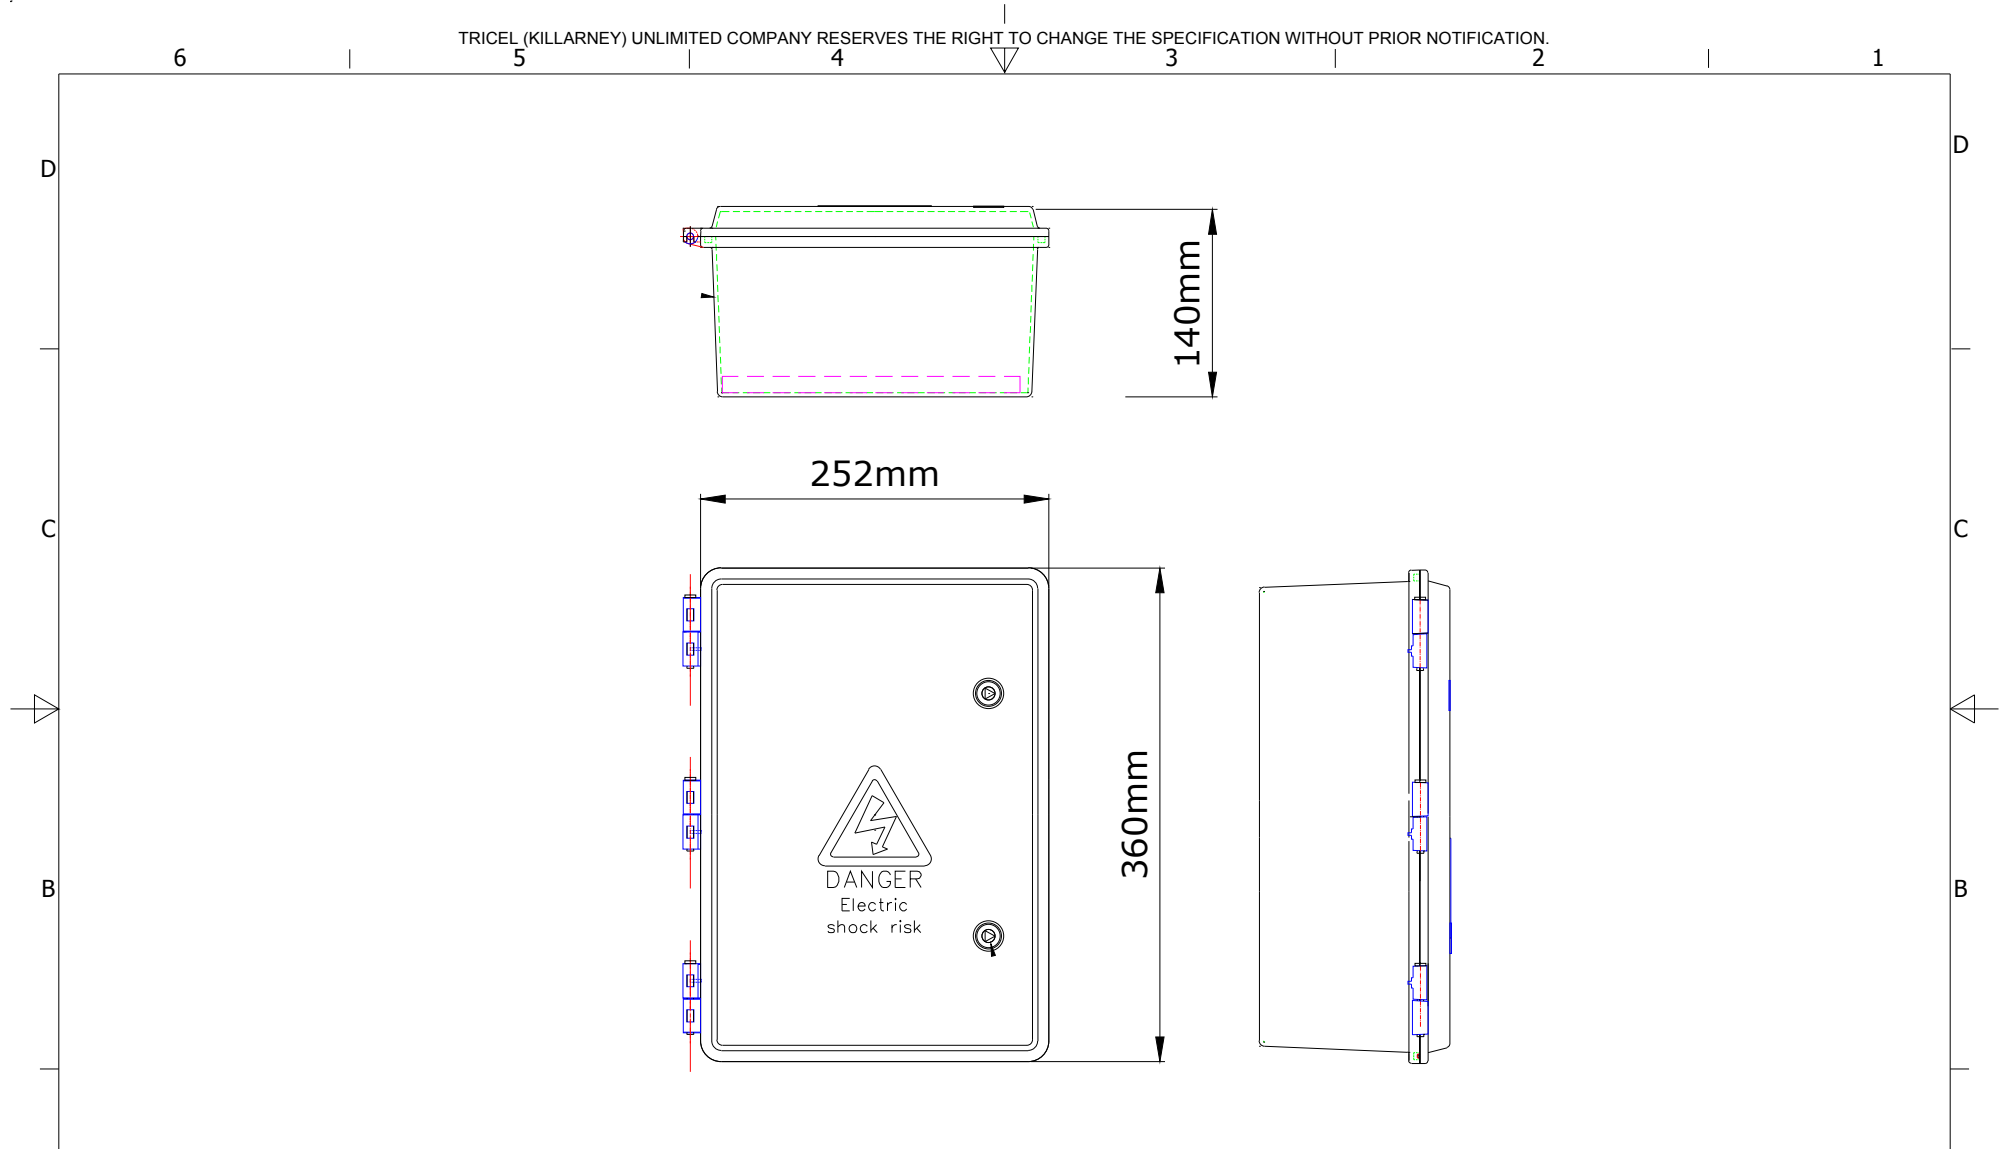 TRICEL (KILLARNEY) UNLIMITED COMPANY RESERVES THE RIGHT TO CHANGE THE SPECIFICATION WITHOUT PRIOR NOTIFICATION.
6 5 4 3 2 1
D D
140mm
252mm
C C
360mm
DANGER
Electric
shock risk
B B